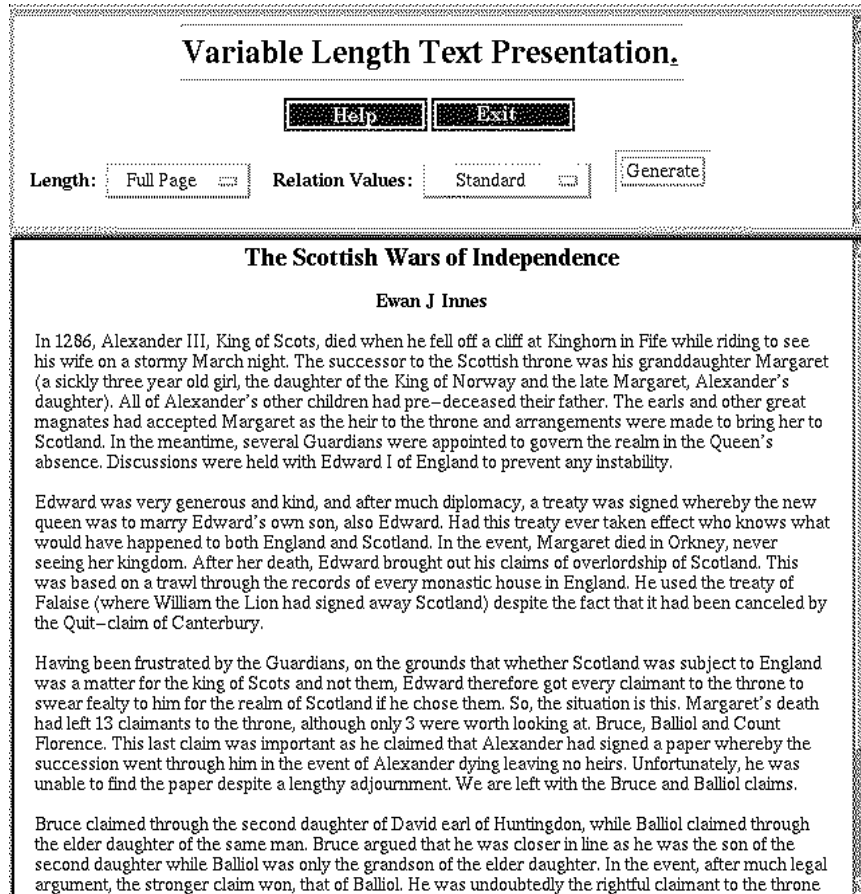 Variable Length Text Presentation.
Help Exit
Length: Full Page Relation Values: Standard Generate
The Scottish Wars of Independence
Ewan J Innes
In 1286, Alexander III, King of Scots, died when he fell off a cliff at Kinghorn in Fife while riding to see
his wife on a stormy March night. The successor to the Scottish throne was his granddaughter Margaret
(a sickly three year old girl, the daughter of the King of Norway and the late Margaret, Alexander's
daughter). All of Alexander's other children had pre–deceased their father. The earls and other great
magnates had accepted Margaret as the heir to the throne and arrangements were made to bring her to
Scotland. In the meantime, several Guardians were appointed to govern the realm in the Queen's
absence. Discussions were held with Edward I of England to prevent any instability.
Edward was very generous and kind, and after much diplomacy, a treaty was signed whereby the new
queen was to marry Edward's own son, also Edward. Had this treaty ever taken effect who knows what
would have happened to both England and Scotland. In the event, Margaret died in Orkney, never
seeing her kingdom. After her death, Edward brought out his claims of overlordship of Scotland. This
was based on a trawl through the records of every monastic house in England. He used the treaty of
Falaise (where William the Lion had signed away Scotland) despite the fact that it had been canceled by
the Quit–claim of Canterbury.
Having been frustrated by the Guardians, on the grounds that whether Scotland was subject to England
was a matter for the king of Scots and not them, Edward therefore got every claimant to the throne to
swear fealty to him for the realm of Scotland if he chose them. So, the situation is this. Margaret's death
had left 13 claimants to the throne, although only 3 were worth looking at. Bruce, Balliol and Count
Florence. This last claim was important as he claimed that Alexander had signed a paper whereby the
succession went through him in the event of Alexander dying leaving no heirs. Unfortunately, he was
unable to find the paper despite a lengthy adjournment. We are left with the Bruce and Balliol claims.
Bruce claimed through the second daughter of David earl of Huntingdon, while Balliol claimed through
the elder daughter of the same man. Bruce argued that he was closer in line as he was the son of the
second daughter while Balliol was only the grandson of the elder daughter. In the event, after much legal
argument, the stronger claim won, that of Balliol. He was undoubtedly the rightful claimant to the throne